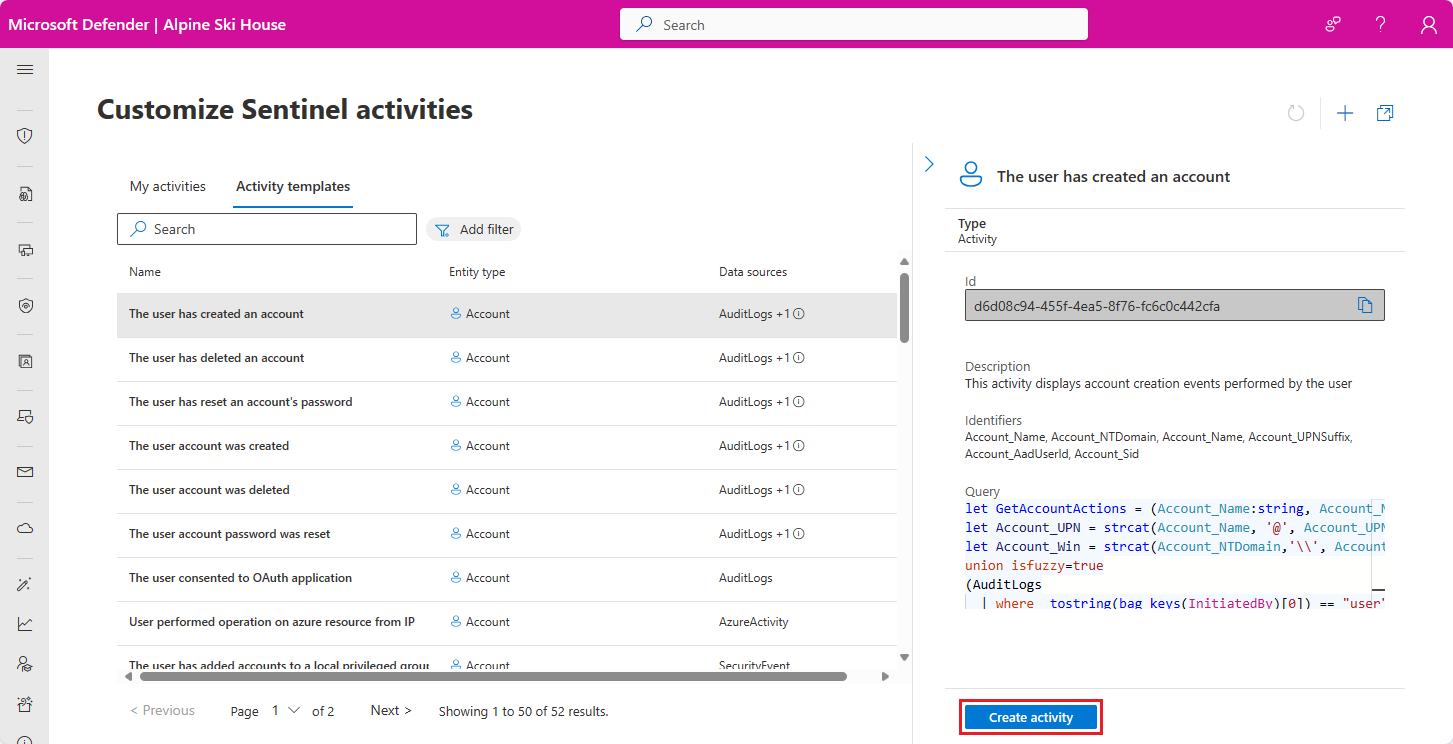 Microsoft Defender | Alpine Ski House
Search
?
Customize Sentinel activities
My activities
Activity templates
Search
Add filter
Name Entity type Data sources
The user has created an account Account AuditLogs +1
The user has deleted an account Account AuditLogs +1
The user has reset an account's password Account AuditLogs +1
The user account was created Account AuditLogs +1
The user account was deleted Account AuditLogs +1
The user account password was reset Account AuditLogs +1
The user consented to OAuth application Account AuditLogs
User performed operation on azure resource from IP Account AzureActivity
The user has added accounts to a local privileged group Account SecurityEvent
< Previous Page 1 of 2 Next > Showing 1 to 50 of 52 results.
The user has created an account
Type
Activity
Id
d6d08c94-455f-4ea5-8f76-fc6c0c442cfa
Description
This activity displays account creation events performed by the user
Identifiers
Account_Name, Account_NTDomain, Account_Name, Account_UPNSuffix,
Account_AadUserId, Account_Sid
Query
let GetAccountActions = (Account_Name:string, Account_N
let Account_UPN = strcat(Account_Name, '@', Account_UPN
let Account_Win = strcat(Account_NTDomain,'\\', Account
union isfuzzy=true
(AuditLogs
| where tostring(bag_keys(InitiatedBy)[0]) == "user"
Create activity